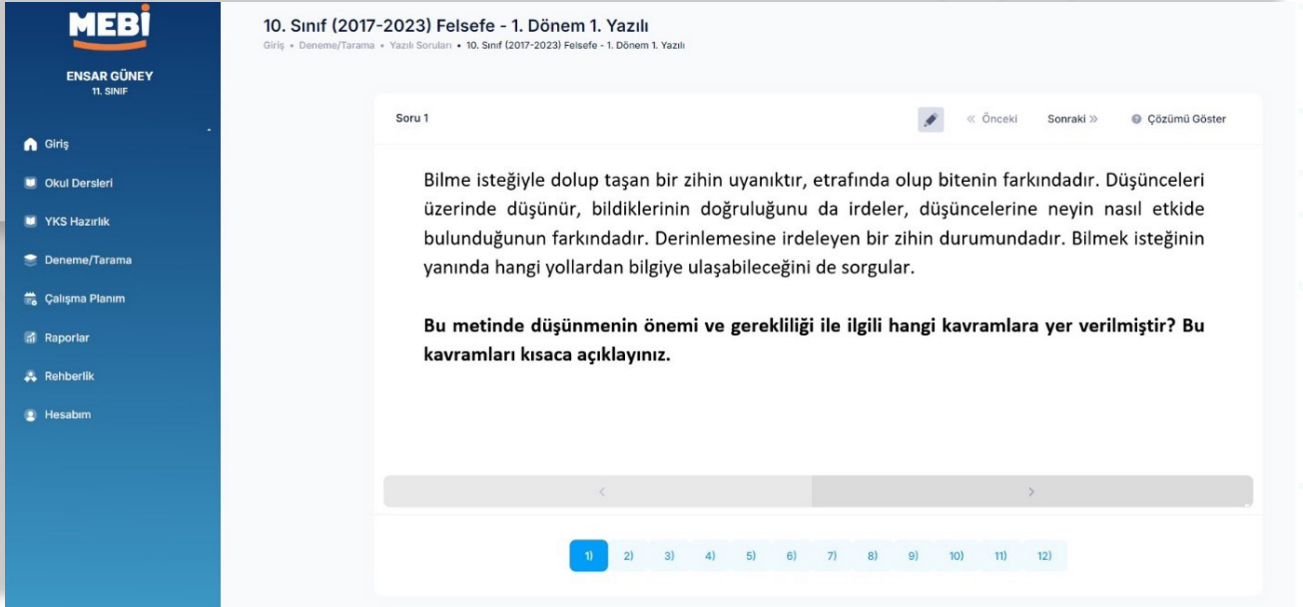 MEBİ
ENSAR GÜNEY
11. SINIF
Giriş
Okul Dersleri
YKS Hazırlık
Deneme/Tarama
Çalışma Planım
Raporlar
Rehberlik
Hesabım
10. Sınıf (2017-2023) Felsefe - 1. Dönem 1. Yazılı
Giriş • Deneme/Tarama • Yazılı Soruları • 10. Sınıf (2017-2023) Felsefe - 1. Dönem 1. Yazılı
Soru 1
« Önceki
Sonraki »
Çözümü Göster
Bilme isteğiyle dolup taşan bir zihin uyanıktır, etrafında olup bitenin farkındadır. Düşünceleri
üzerinde düşünür, bildiklerinin doğruluğunu da irdeler, düşüncelerine neyin nasıl etkide
bulunduğunun farkındadır. Derinlemesine irdeleyen bir zihin durumundadır. Bilmek isteğinin
yanında hangi yollardan bilgiye ulaşabileceğini de sorgular.
Bu metinde düşünmenin önemi ve gerekliliği ile ilgili hangi kavramlara yer verilmiştir? Bu
kavramları kısaca açıklayınız.
< >
1) 2) 3) 4) 5) 6) 7) 8) 9) 10) 11) 12)